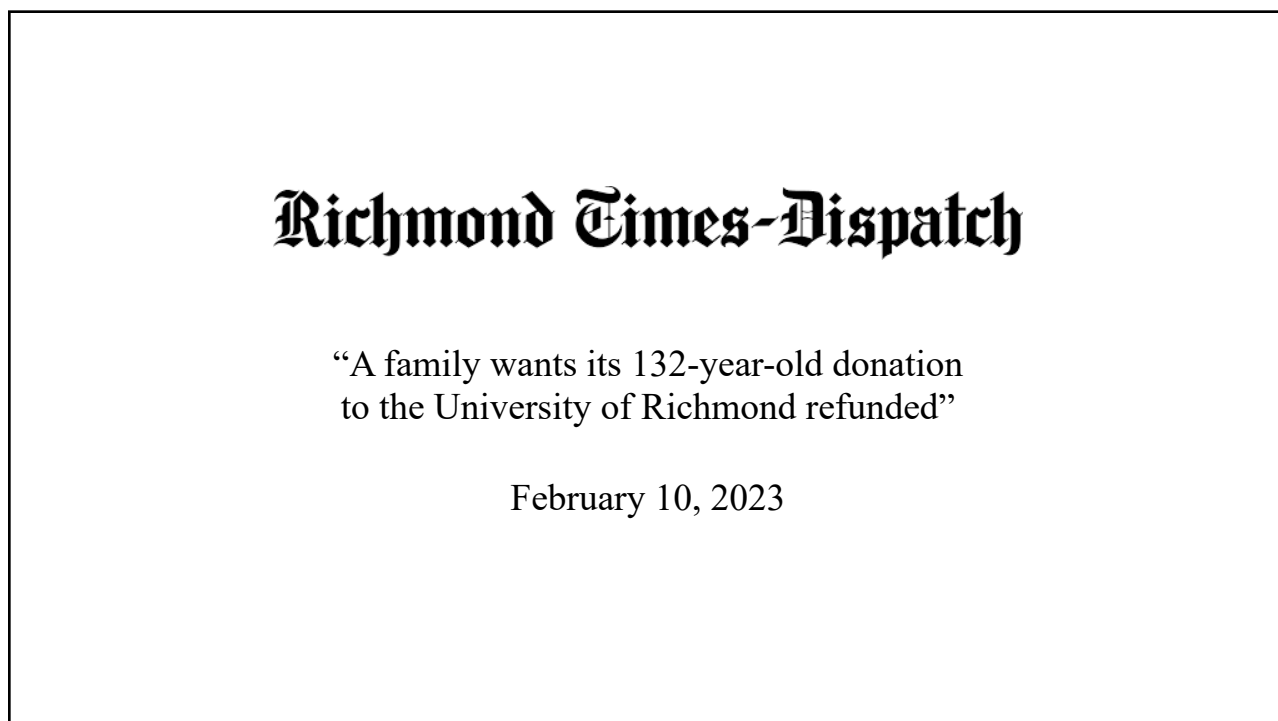 Richmond Times-Dispatch
“A family wants its 132-year-old donation
to the University of Richmond refunded”
February 10, 2023